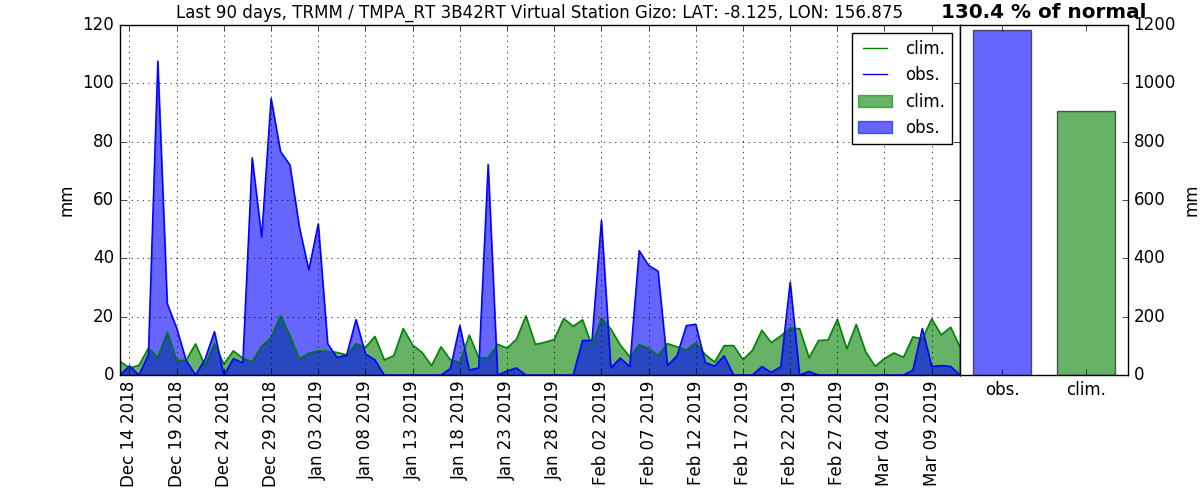 Last 90 days, TRMM / TMPA_RT 3B42RT Virtual Station Gizo: LAT: -8.125, LON: 156.875
130.4 % of normal
120
100
80
60
40
20
0
mm
clim.
obs.
clim.
obs.
1200
1000
800
600
400
200
0
mm
Dec 14 2018
Dec 19 2018
Dec 24 2018
Dec 29 2018
Jan 03 2019
Jan 08 2019
Jan 13 2019
Jan 18 2019
Jan 23 2019
Jan 28 2019
Feb 02 2019
Feb 07 2019
Feb 12 2019
Feb 17 2019
Feb 22 2019
Feb 27 2019
Mar 04 2019
Mar 09 2019
obs.
clim.